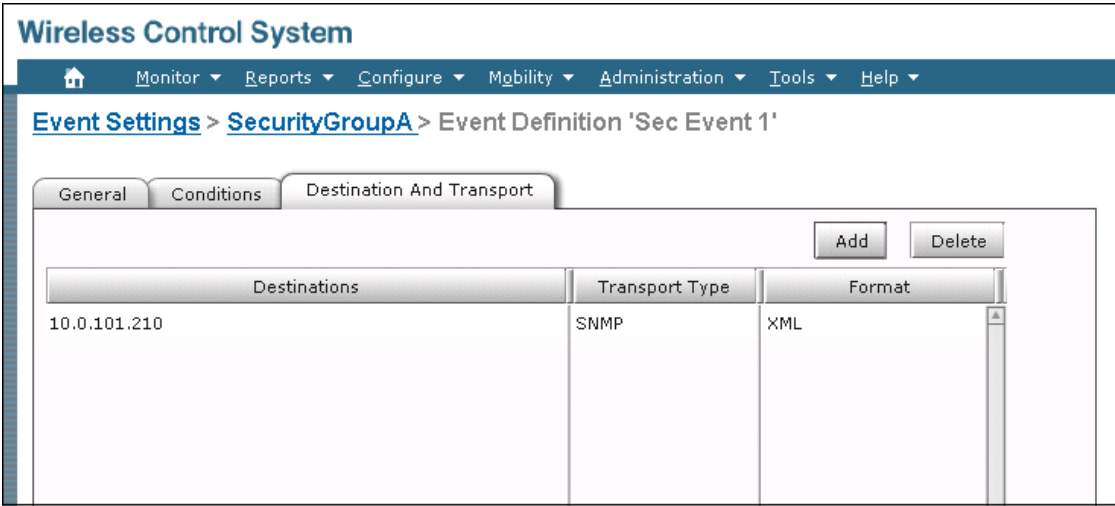 Wireless Control System
Monitor Reports Configure Mobility Administration Tools Help
Event Settings > SecurityGroupA > Event Definition 'Sec Event 1'
General Conditions Destination And Transport
Add Delete
Destinations Transport Type Format
10.0.101.210 SNMP XML